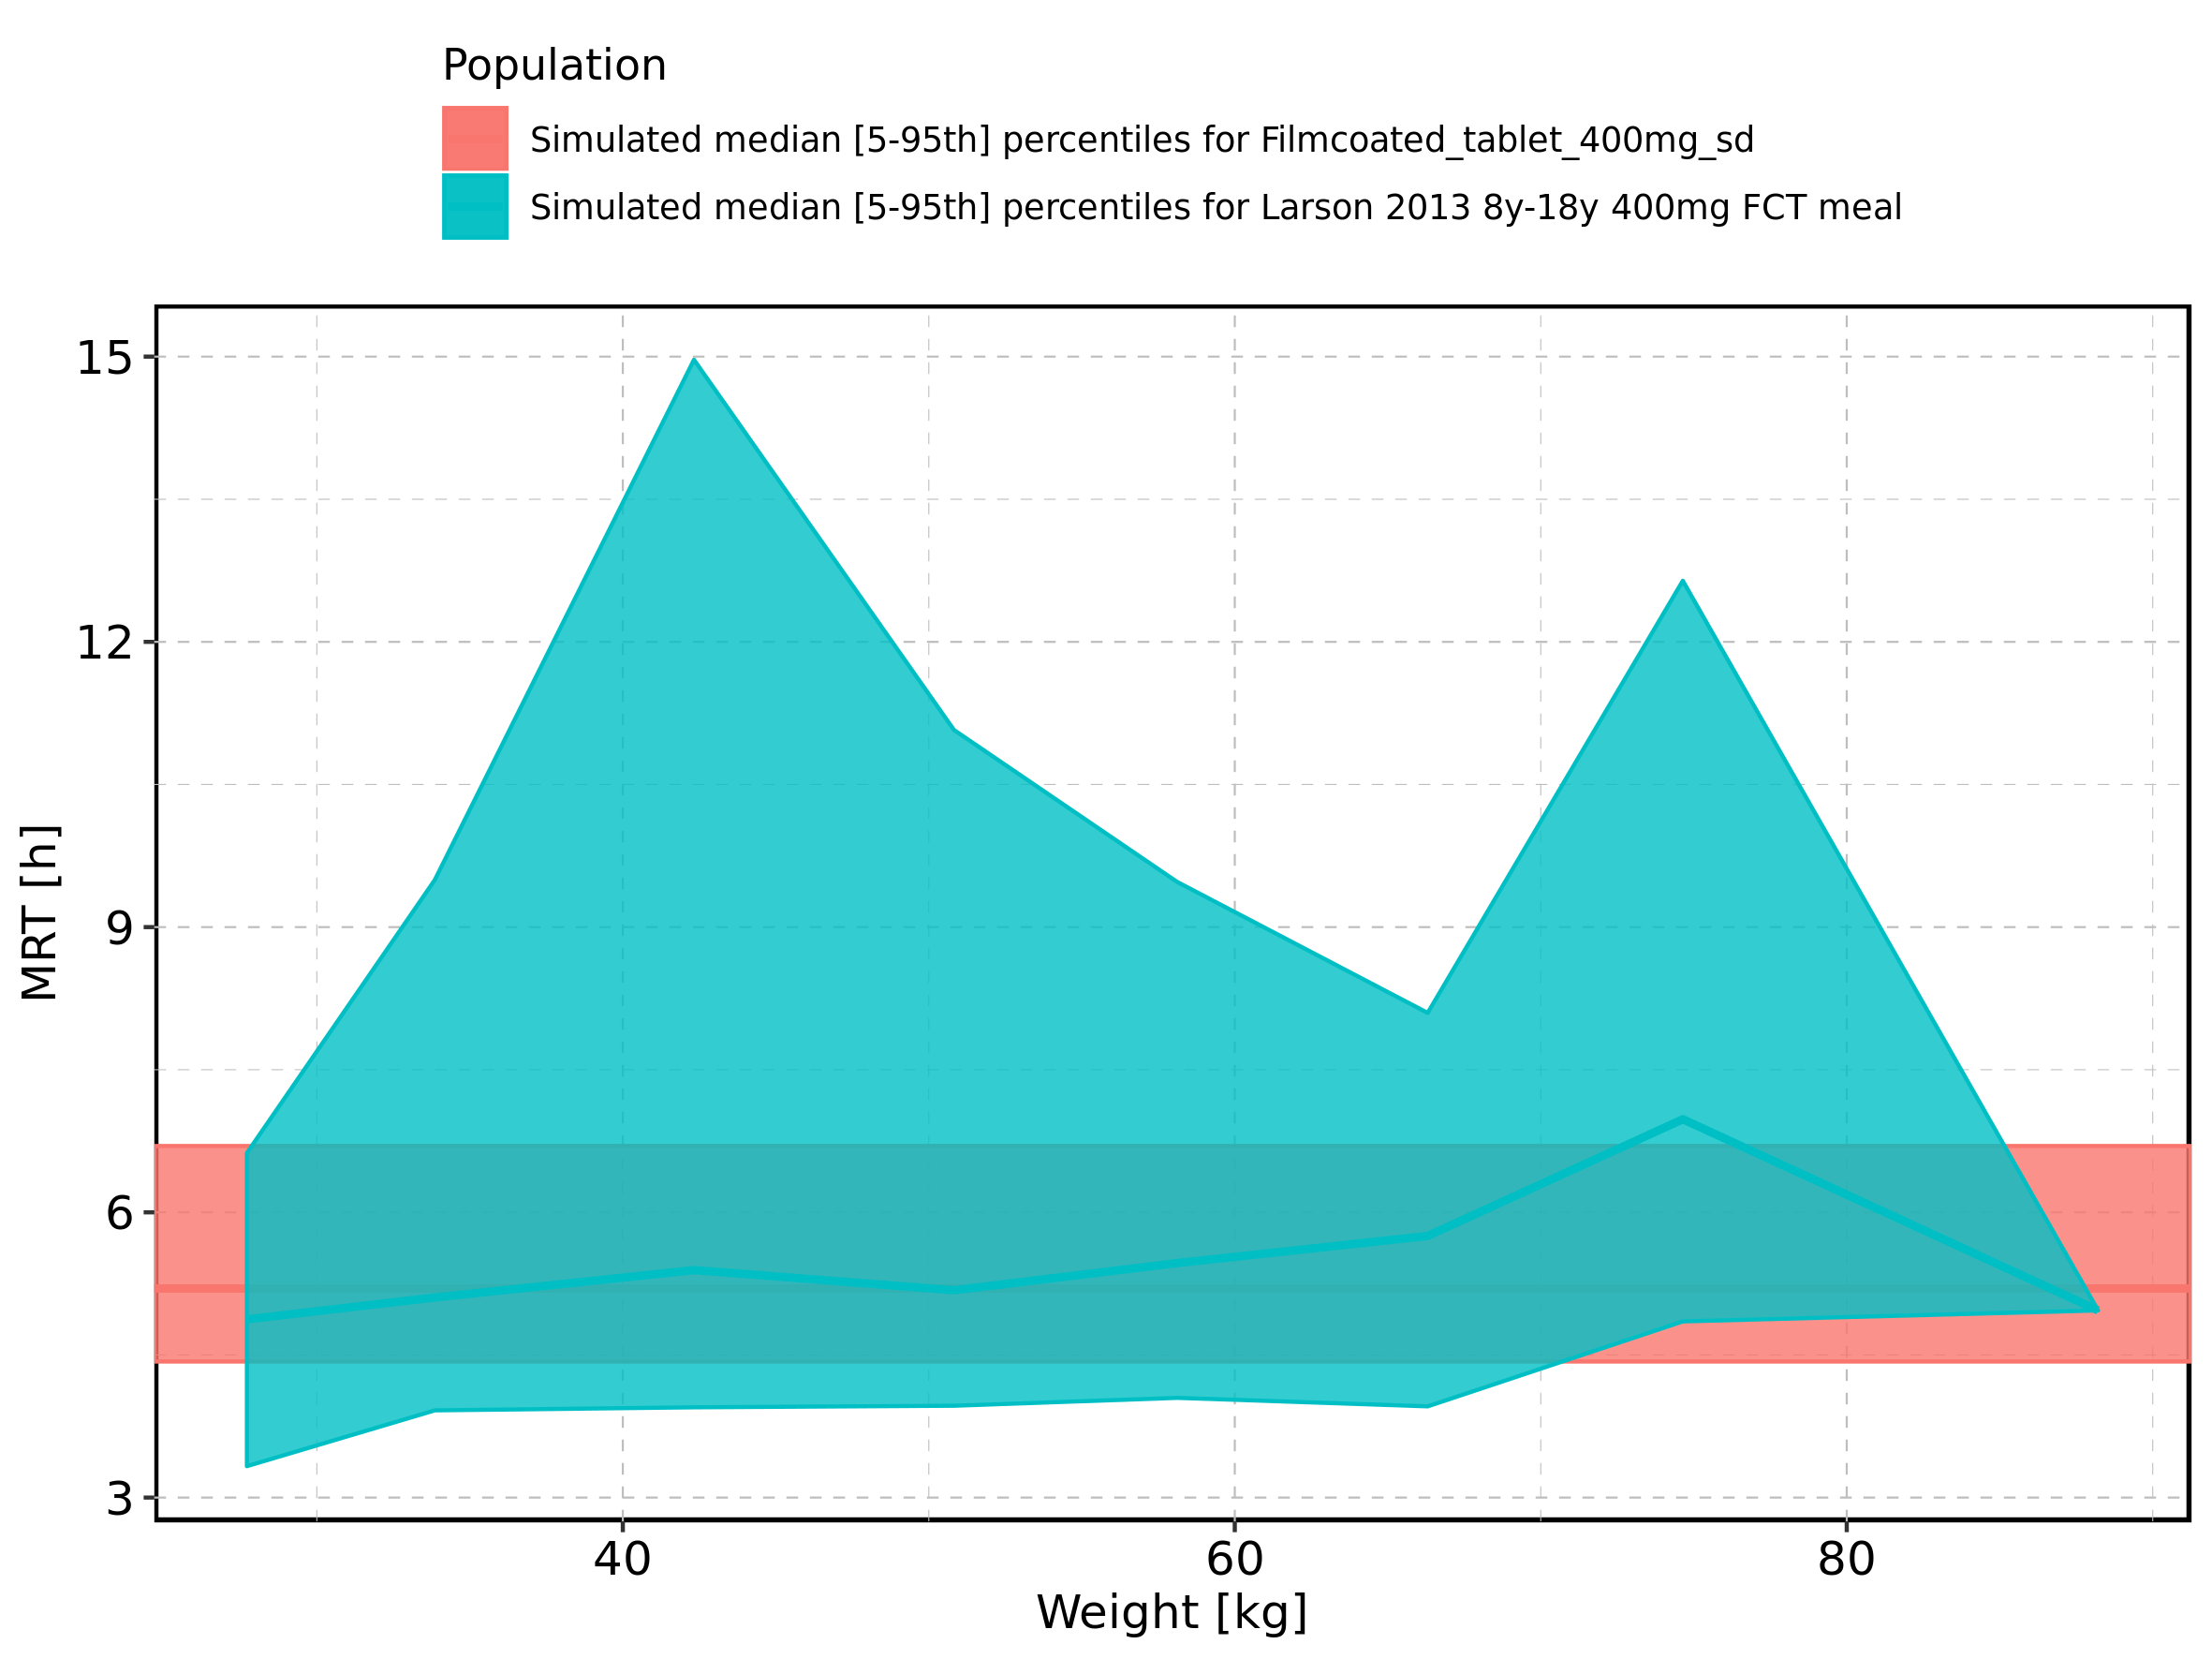 Population
Simulated median [5-95th] percentiles for Filmcoated_tablet_400mg_sd
Simulated median [5-95th] percentiles for Larson 2013 8y-18y 400mg FCT meal
15
12
9
6
3
MRT [h]
40 60 80
Weight [kg]